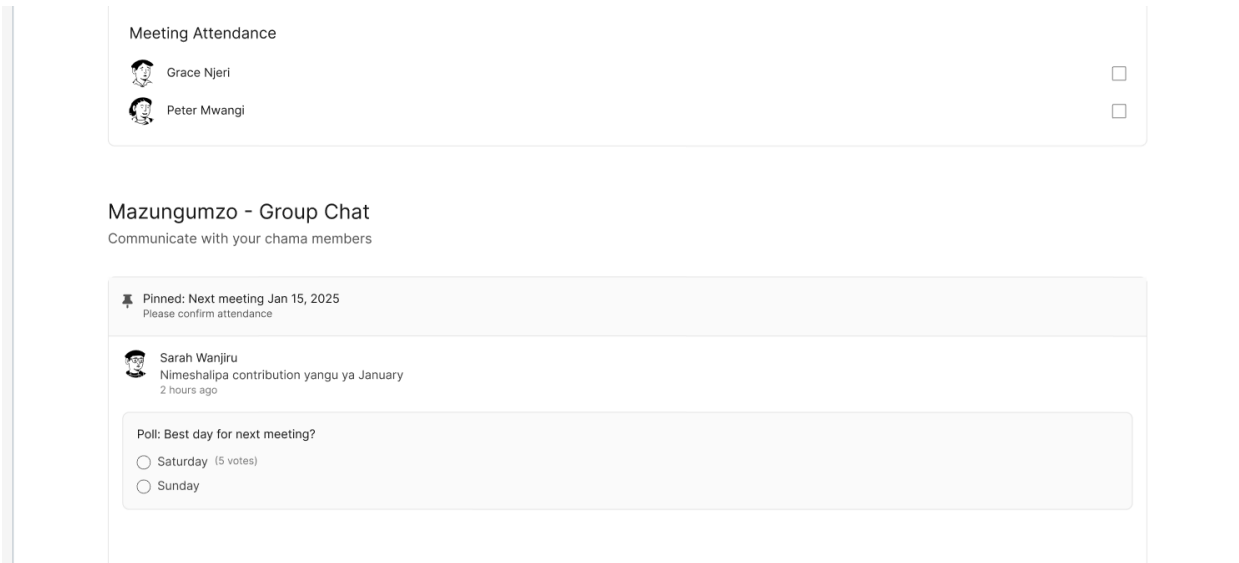 Meeting Attendance
Grace Njeri
Peter Mwangi
Mazungumzo - Group Chat
Communicate with your chama members
Pinned: Next meeting Jan 15, 2025
Please confirm attendance
Sarah Wanjiru
Nimeshalipa contribution yangu ya January
2 hours ago
Poll: Best day for next meeting?
Saturday (5 votes)
Sunday